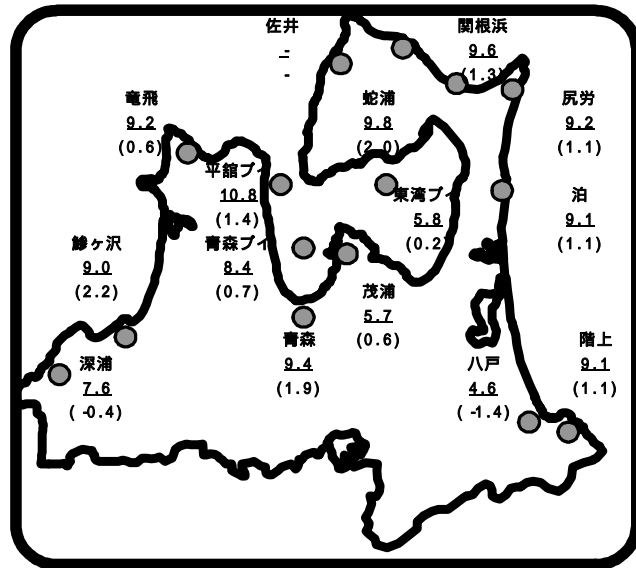 佐井
-
-
関根浜
9.6
(1.3)
竜飛
9.2
(0.6)
蛇浦
9.8
(2.0)
尻労
9.2
(1.1)
平舘ブイ
10.8
(1.4)
東湾ブイ
5.8
(0.2)
泊
9.1
(1.1)
鰺ヶ沢
9.0
(2.2)
青森ブイ
8.4
(0.7)
茂浦
5.7
(0.6)
青森
9.4
(1.9)
深浦
7.6
( -0.4)
八戸
4.6
( -1.4)
階上
9.1
(1.1)